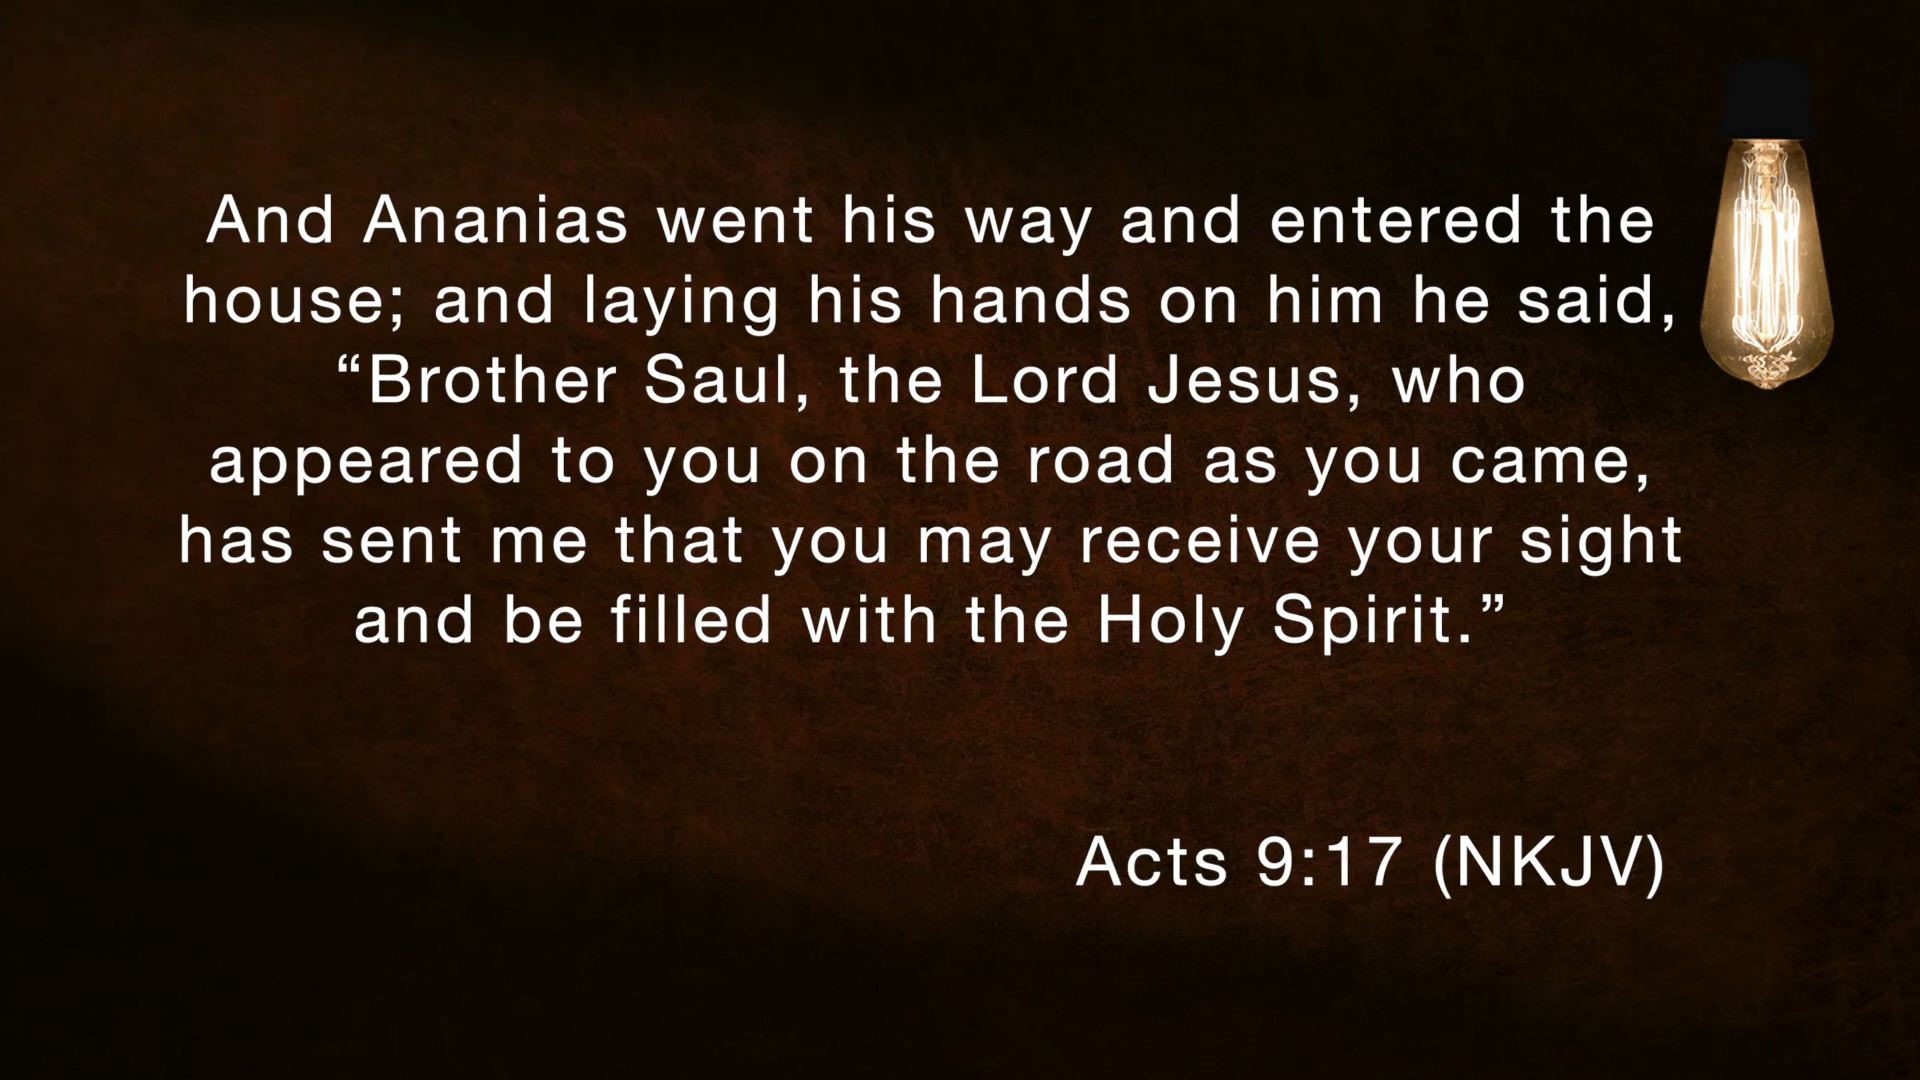 And Ananias went his way and entered the
house; and laying his hands on him he said,
“Brother Saul, the Lord Jesus, who
appeared to you on the road as you came,
has sent me that you may receive your sight
and be filled with the Holy Spirit.”
Acts 9:17 (NKJV)